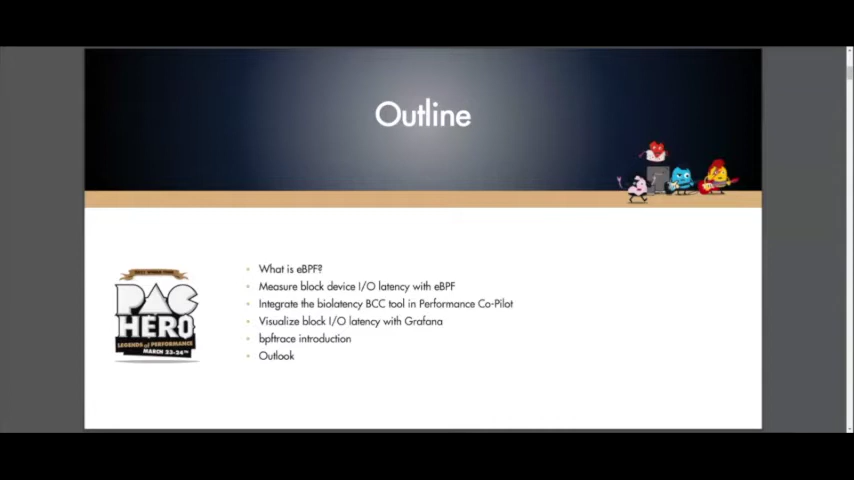 Outline
What is eBPF?
Measure block device I/O latency with eBPF
Integrate the biolatency BCC tool in Performance Co-Pilot
Visualize block I/O latency with Grafana
bpftrace introduction
Outlook
PAC
HERO
LEGENDS of PERFORMANCE
MARCH 23-24TH